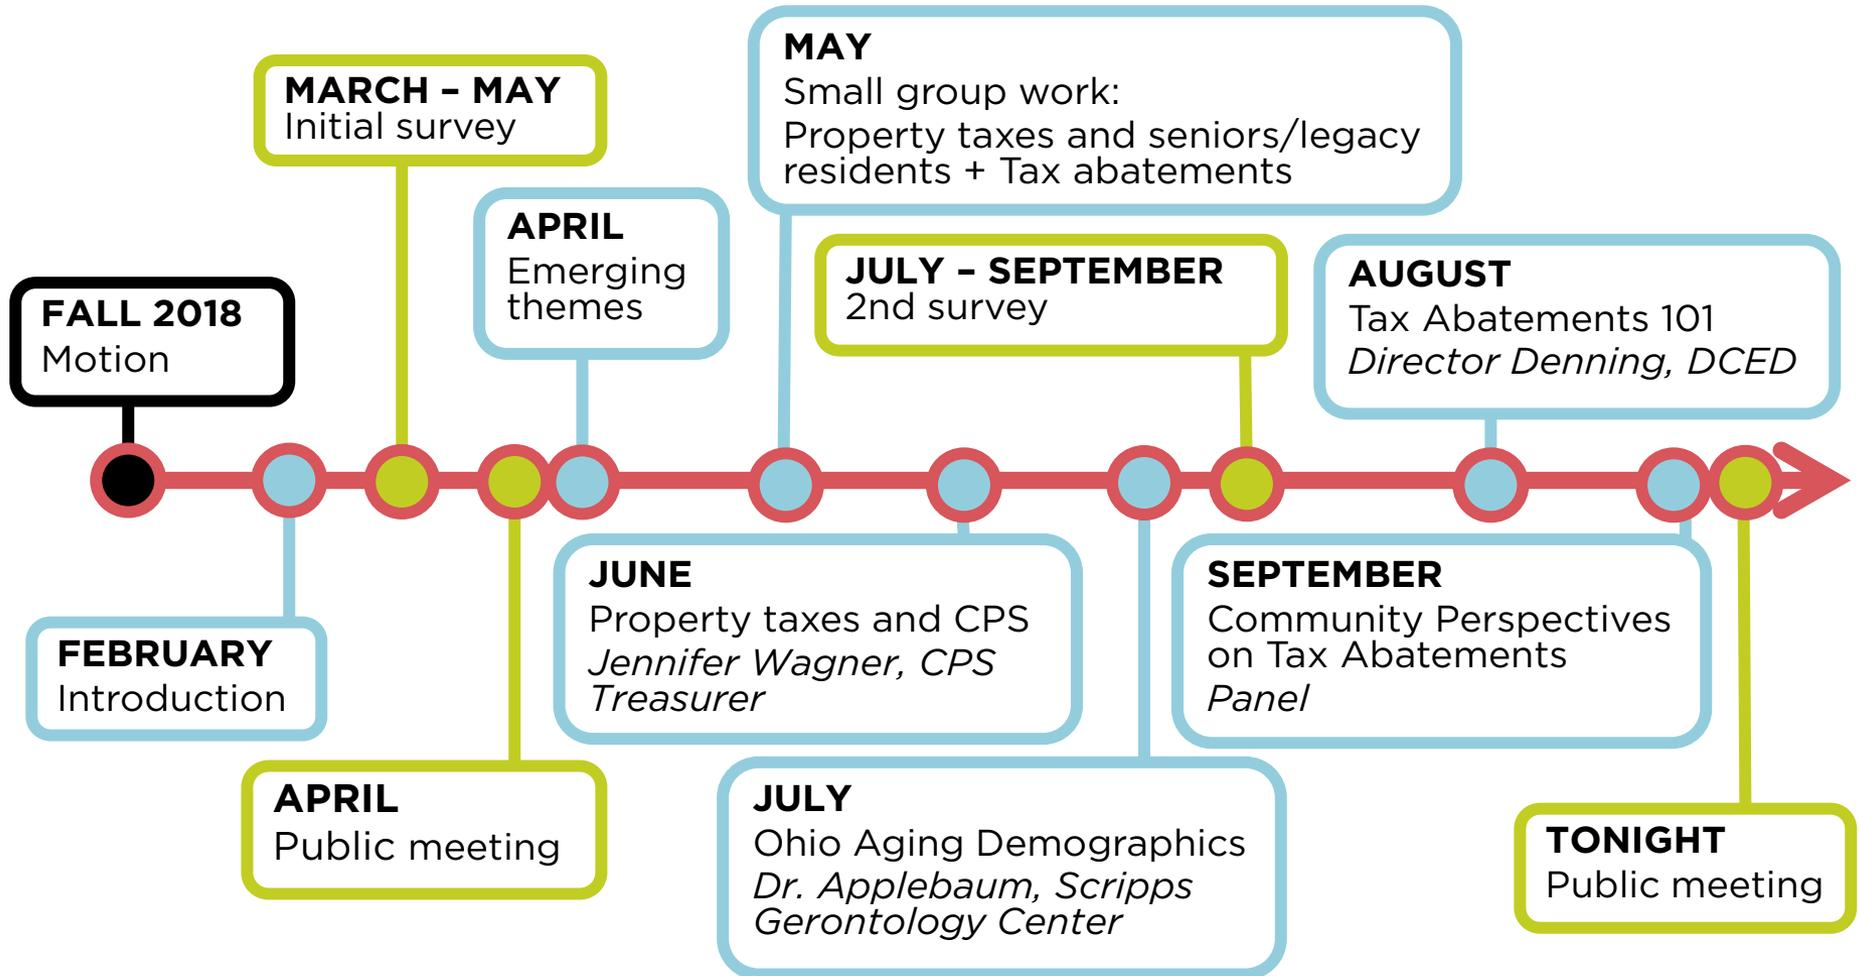 FALL 2018
Motion
FEBRUARY
Introduction
MARCH – MAY
Initial survey
APRIL
Public meeting
APRIL
Emerging
themes
MAY
Small group work:
Property taxes and seniors/legacy
residents + Tax abatements
JUNE
Property taxes and CPS
Jennifer Wagner, CPS
Treasurer
JULY
Ohio Aging Demographics
Dr. Applebaum, Scripps
Gerontology Center
JULY – SEPTEMBER
2nd survey
AUGUST
Tax Abatements 101
Director Denning, DCED
SEPTEMBER
Community Perspectives
on Tax Abatements
Panel
TONIGHT
Public meeting